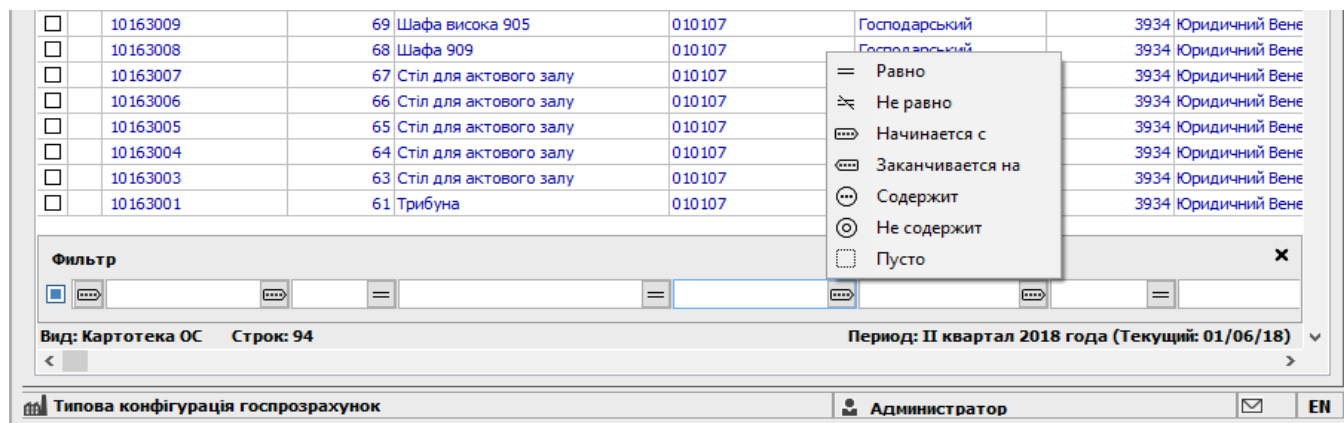 10163009 69 Шафа висока 905 010107 Господарський 3934 Юридичний Вене
10163008 68 Шафа 909 010107 Господарський 3934 Юридичний Вене
10163007 67 Стіл для актового залу 010107 3934 Юридичний Вене
10163006 66 Стіл для актового залу 010107 3934 Юридичний Вене
10163005 65 Стіл для актового залу 010107 3934 Юридичний Вене
10163004 64 Стіл для актового залу 010107 3934 Юридичний Вене
10163003 63 Стіл для актового залу 010107 3934 Юридичний Вене
10163001 61 Трибуна 010107 3934 Юридичний Вене
Равно
Не равно
Начинается с
Заканчивается на
Содержит
Не содержит
Пусто
Фильтр
Вид: Картотека ОС Строк: 94 Период: II квартал 2018 года (Текущий: 01/06/18)
Типова конфігурація госпрозрахунок Администратор EN